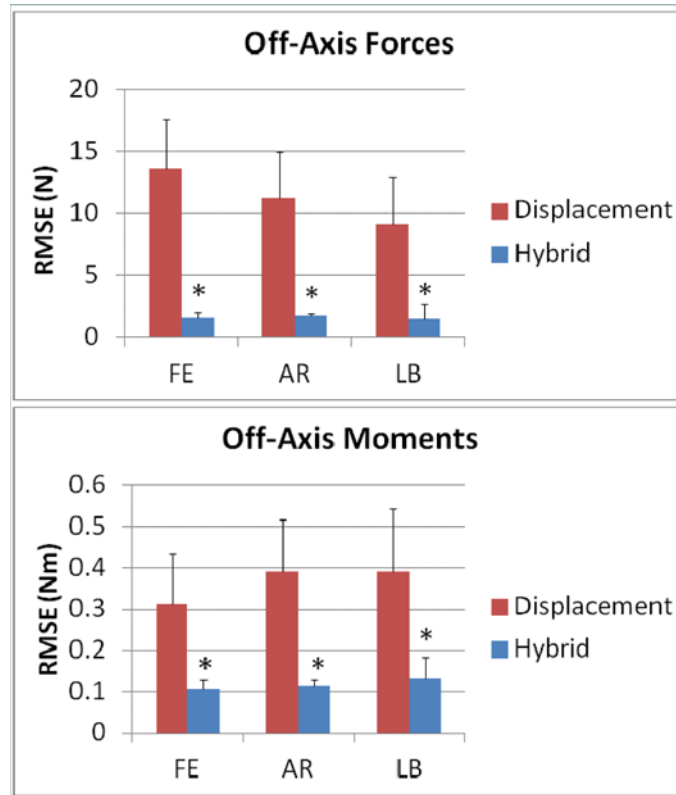 Off-Axis Forces
RMSE (N)
20
15
10
5
0
* * *
FE AR LB
Displacement
Hybrid
Off-Axis Moments
RMSE (Nm)
0.6
0.5
0.4
0.3
0.2
0.1
0
* * *
FE AR LB
Displacement
Hybrid